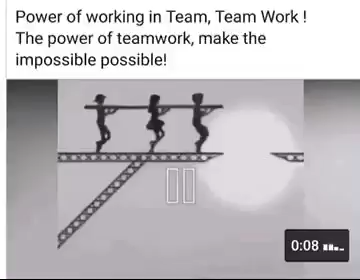 Power of working in Team, Team Work !
The power of teamwork, make the
impossible possible!
0:08